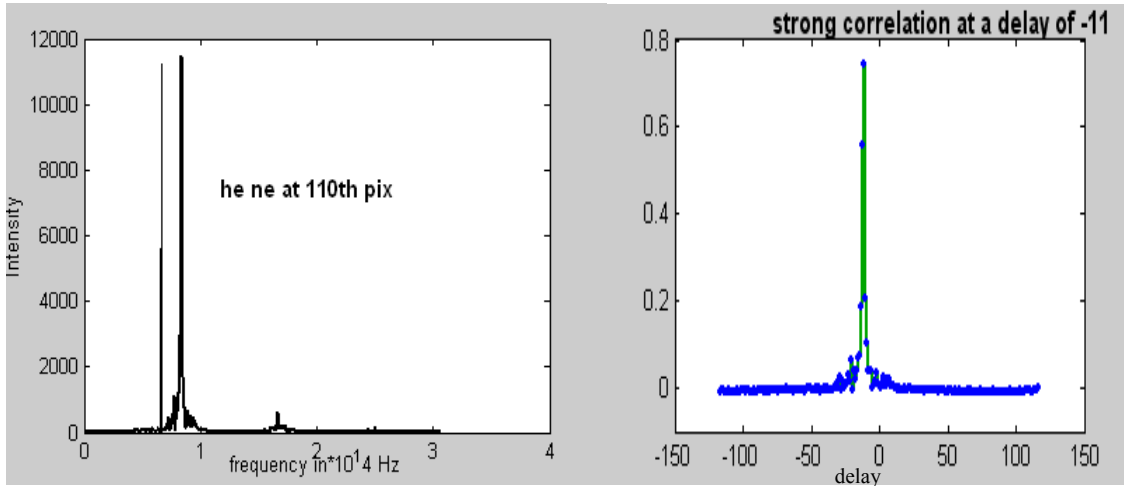 12000
10000
8000
6000
4000
2000
0
Intensity
he ne at 110th pix
0 1 2 3 4
frequency in*10^14 Hz
strong correlation at a delay of -11
0.8
0.6
0.4
0.2
0
-150 -100 -50 0 50 100 150
delay